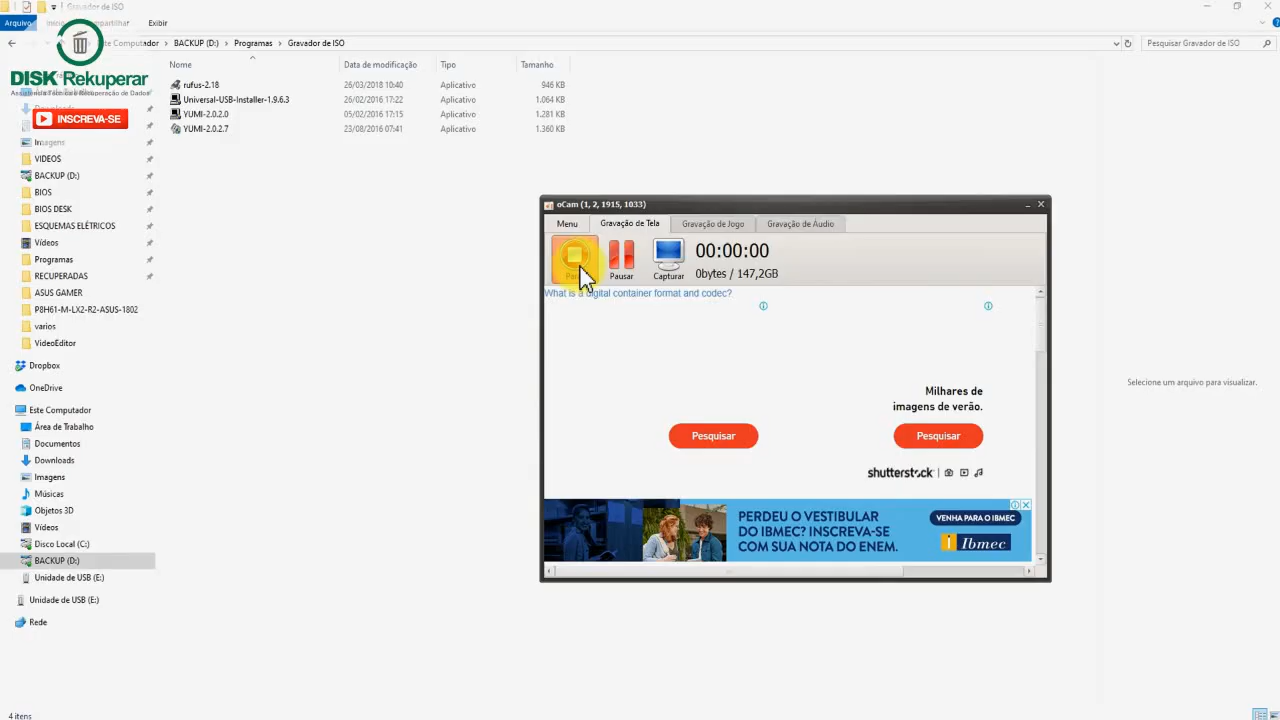 Gravador de ISO
Arquivo
Exibir
te Computador
BACKUP (D:)
Programas
Gravador de ISO
Pesquisar Gravador de ISO
DISK Rekuperar
Assistência Técnica e Recuperação de Dados
INSCREVA-SE
Nome
Data de modificação
Tipo
Tamanho
rufus-2.18
26/03/2018 10:40
Aplicativo
946 KB
Universal-USB-Installer-1.9.6.3
26/02/2016 17:22
Aplicativo
1.064 KB
YUMI-2.0.2.0
05/02/2016 17:15
Aplicativo
1.281 KB
YUMI-2.0.2.7
23/08/2016 07:41
Aplicativo
1.360 KB
Imagens
VIDEOS
BACKUP (D:)
BIOS
BIOS DESK
ESQUEMAS ELÉTRICOS
Vídeos
Programas
RECUPERADAS
ASUS GAMER
P8H61-M-LX2-R2-ASUS-1802
varios
VideoEditor
Dropbox
OneDrive
Este Computador
Área de Trabalho
Documentos
Downloads
Imagens
Músicas
Objetos 3D
Vídeos
Disco Local (C:)
BACKUP (D:)
Unidade de USB (E:)
Unidade de USB (E:)
Rede
4 itens
oCam (1, 2, 1915, 1033)
Menu
Gravação de Tela
Gravação de Jogo
Gravação de Áudio
Pausar
Capturar
00:00:00
0bytes / 147,2GB
What is a digital container format and codec?
Milhares de
imagens de verão.
Pesquisar
Pesquisar
shutterstock
PERDEU O VESTIBULAR
DO IBMEC? INSCREVA-SE
COM SUA NOTA DO ENEM.
VENHA PARA O IBMEC
Ibmec
Selecione um arquivo para visualizar.